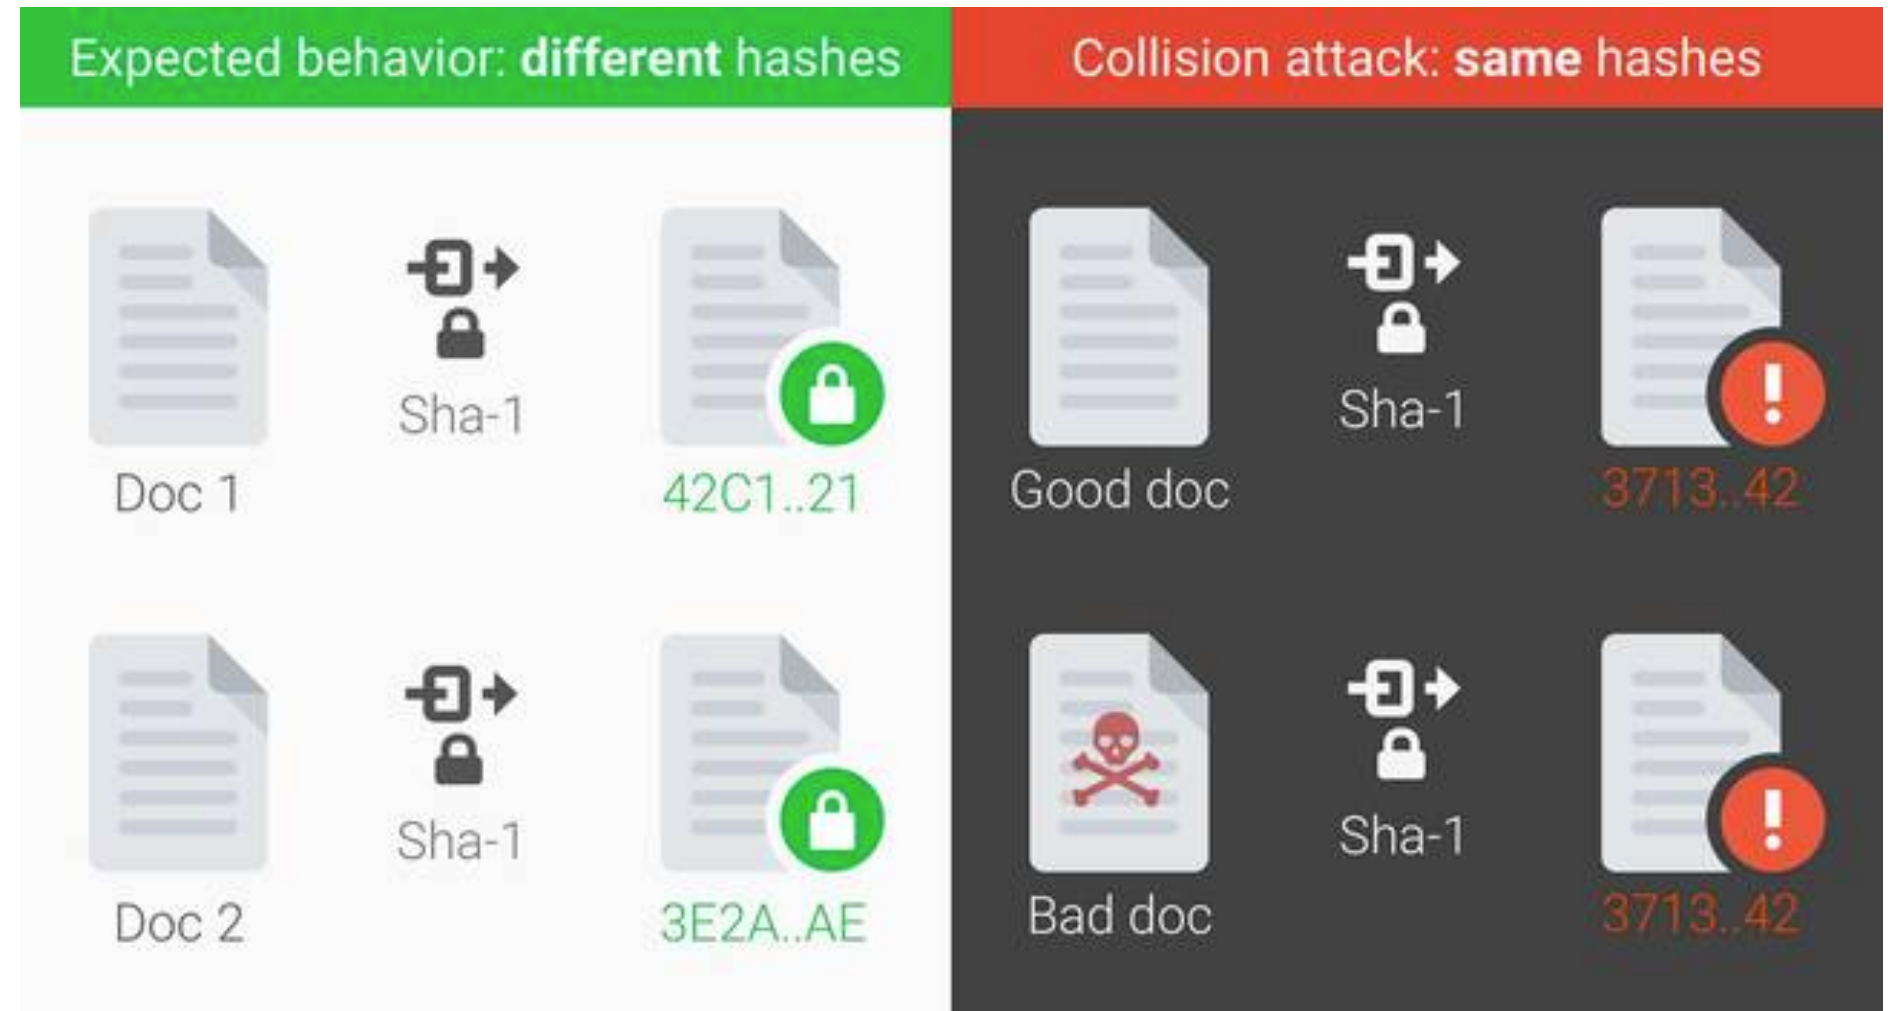 Expected behavior: different hashes
Collision attack: same hashes
Sha-1
Doc 1
42C1..21
Sha-1
Doc 2
3E2A..AE
Sha-1
Good doc
3713..42
Sha-1
Bad doc
3713..42